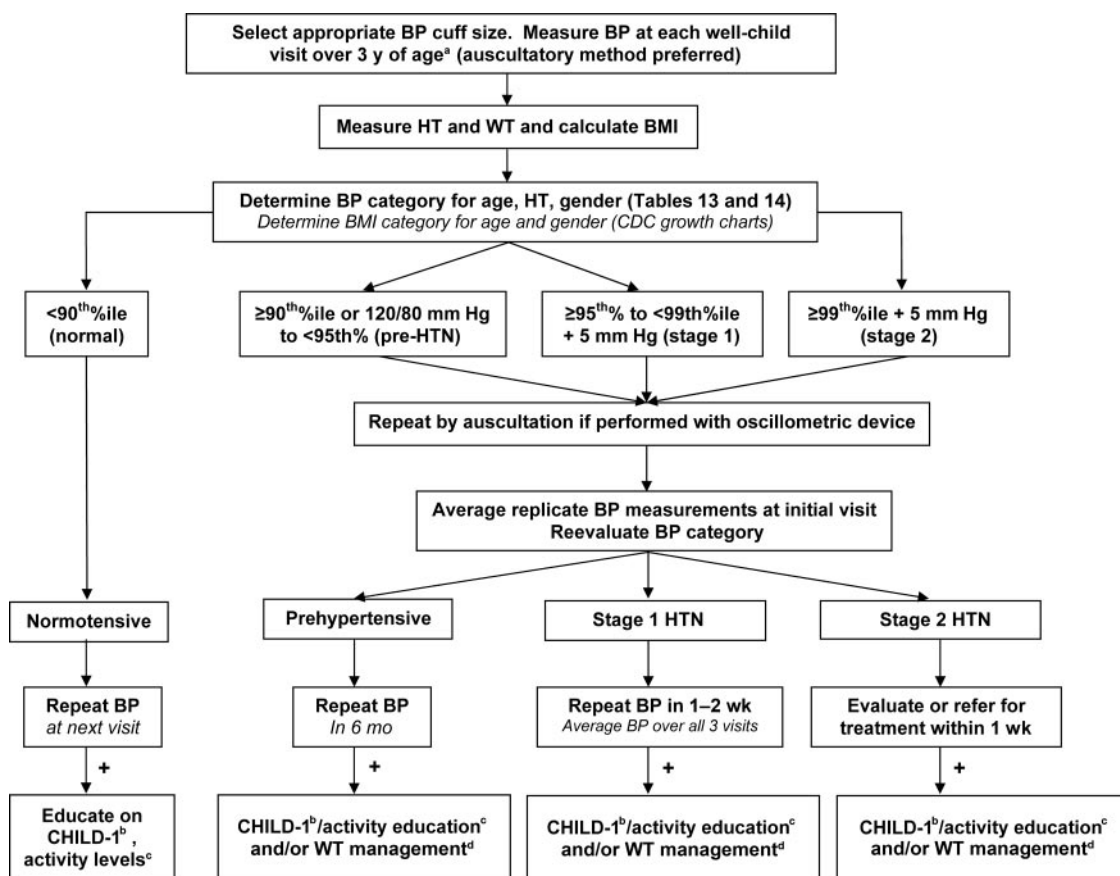 Select appropriate BP cuff size.  Measure BP at each well-child
visit over 3 y of ageᵃ (auscultatory method preferred)
Measure HT and WT and calculate BMI
Determine BP category for age, HT, gender (Tables 13 and 14)
Determine BMI category for age and gender (CDC growth charts)
<90ᵗʰ%ile
(normal)
≥90ᵗʰ%ile or 120/80 mm Hg
to <95th% (pre-HTN)
≥95ᵗʰ% to <99th%ile
+ 5 mm Hg (stage 1)
≥99ᵗʰ%ile + 5 mm Hg
(stage 2)
Repeat by auscultation if performed with oscillometric device
Average replicate BP measurements at initial visit
Reevaluate BP category
Normotensive
Prehypertensive
Stage 1 HTN
Stage 2 HTN
Repeat BP
at next visit
Repeat BP
In 6 mo
Repeat BP in 1–2 wk
Average BP over all 3 visits
Evaluate or refer for
treatment within 1 wk
+
+
+
+
Educate on
CHILD-1ᵇ ,
activity levelsᶜ
CHILD-1ᵇ/activity educationᶜ
and/or WT managementᵈ
CHILD-1ᵇ/activity educationᶜ
and/or WT managementᵈ
CHILD-1ᵇ/activity educationᶜ
and/or WT managementᵈ